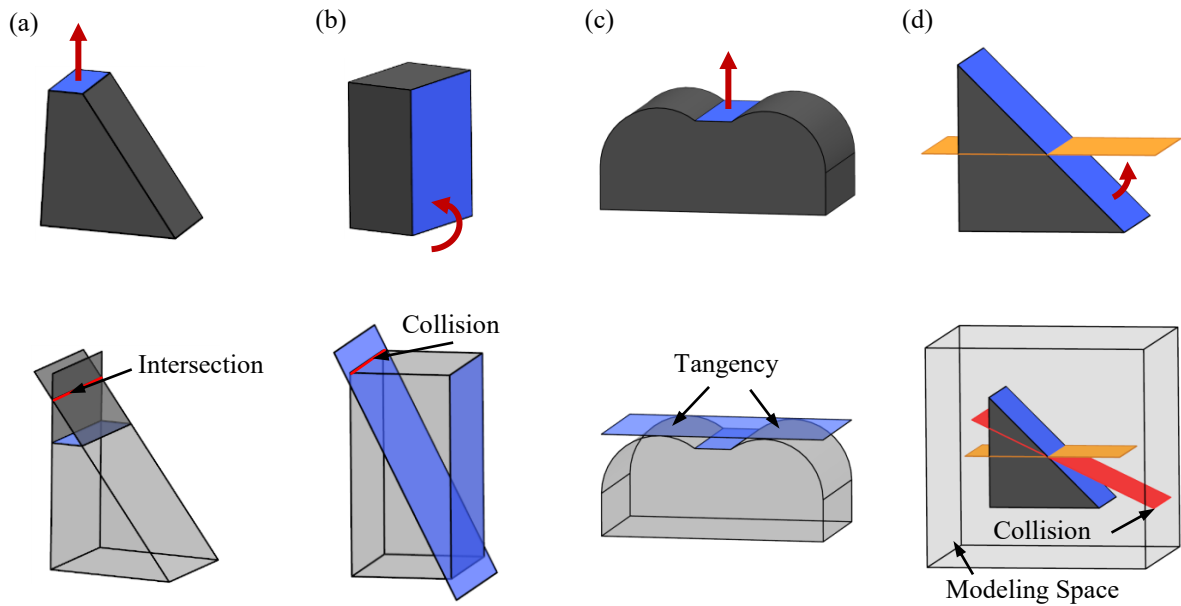 (a)
(b)
(c)
(d)
Intersection
Collision
Tangency
Collision
Modeling Space